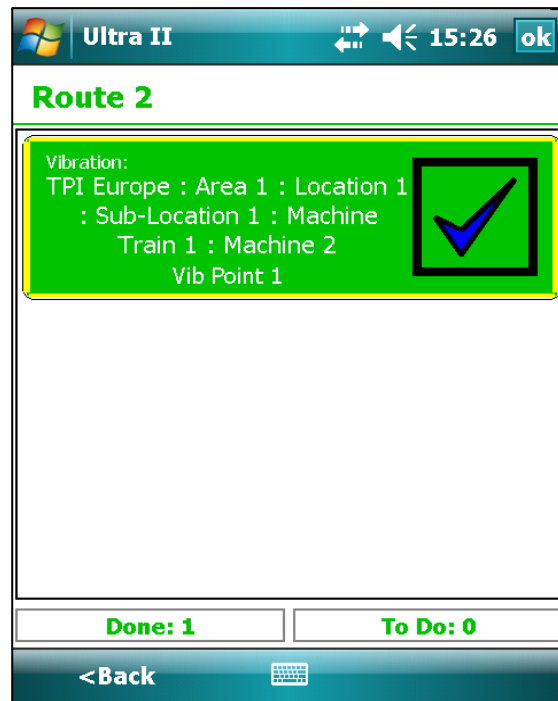 Ultra II 15:26 ok
Route 2
Vibration:
TPI Europe : Area 1 : Location 1
: Sub-Location 1 : Machine
Train 1 : Machine 2
Vib Point 1
Done: 1 To Do: 0
<Back